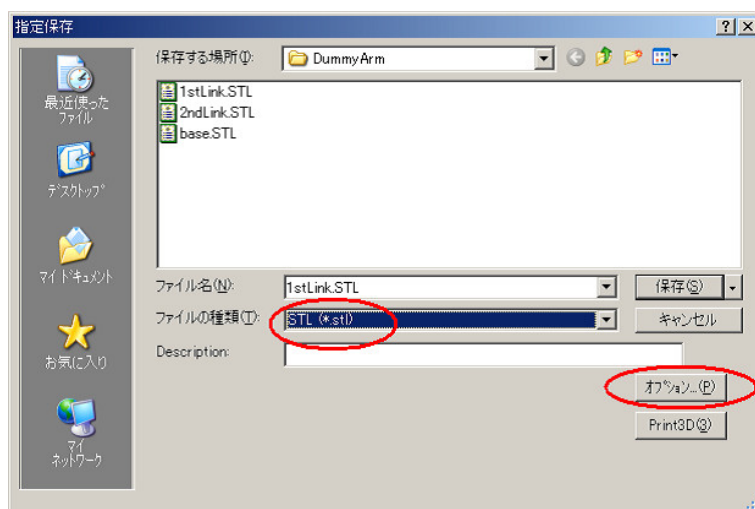 指定保存
保存する場所(I):
DummyArm
最近使った
ファイル
デスクトップ
マイ ドキュメント
お気に入り
マイ
ネットワーク
1stLink.STL
2ndLink.STL
base.STL
ファイル名(N):
1stLink.STL
保存(S)
ファイルの種類(T):
STL (*.stl)
キャンセル
Description:
オプション...(P)
Print3D(3)